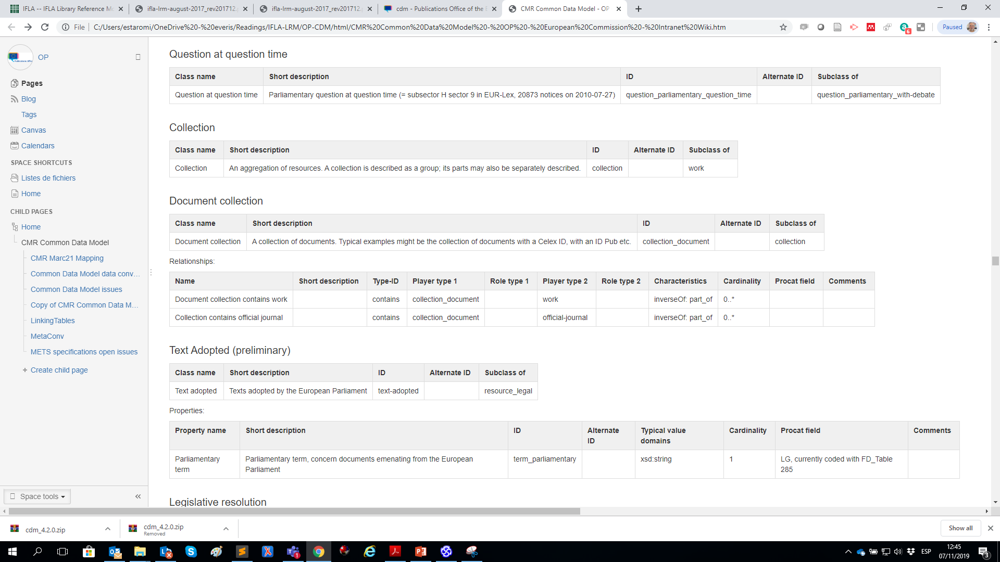 IFLA -- IFLA Library Reference Mo
ifla-lrm-august-2017_rev201712.
ifla-lrm-august-2017_rev201712.
cdm - Publications Office of the E
CMR Common Data Model - OP
File
C:/Users/estaromi/OneDrive%20-%20everis/Readings/IFLA-LRM/OP-CDM/html/CMR%20Common%20Data%20Model%20-%20OP%20-%20European%20Commission%20-%20Intranet%20Wiki.htm
6
Paused
OP
Pages
Blog
Tags
Canvas
Calendars
SPACE SHORTCUTS
Listes de fichiers
Home
CHILD PAGES
Home
CMR Common Data Model
CMR Marc21 Mapping
Common Data Model data conv...
Common Data Model issues
Copy of CMR Common Data M...
LinkingTables
MetaConv
METS specifications open issues
+ Create child page
Space tools
Question at question time
Class name Short description ID Alternate ID Subclass of
Question at question time Parliamentary question at question time (= subsector H sector 9 in EUR-Lex, 20873 notices on 2010-07-27) question_parliamentary_question_time question_parliamentary_with-debate
Collection
Class name Short description ID Alternate ID Subclass of
Collection An aggregation of resources. A collection is described as a group; its parts may also be separately described. collection work
Document collection
Class name Short description ID Alternate ID Subclass of
Document collection A collection of documents. Typical examples might be the collection of documents with a Celex ID, with an ID Pub etc. collection_document collection
Relationships:
Name Short description Type-ID Player type 1 Role type 1 Player type 2 Role type 2 Characteristics Cardinality Procat field Comments
Document collection contains work contains collection_document work inverseOf: part_of 0..*
Collection contains official journal contains collection_document official-journal inverseOf: part_of 0..*
Text Adopted (preliminary)
Class name Short description ID Alternate ID Subclass of
Text adopted Texts adopted by the European Parliament text-adopted resource_legal
Properties:
Property name Short description ID Alternate ID Typical value domains Cardinality Procat field Comments
Parliamentary term Parliamentary term, concern documents emenating from the European Parliament term_parliamentary xsd:string 1 LG, currently coded with FD_Table 285
Legislative resolution
cdm_4.2.0.zip
cdm_4.2.0.zip
Removed
Show all
ESP
12:45
07/11/2019
3